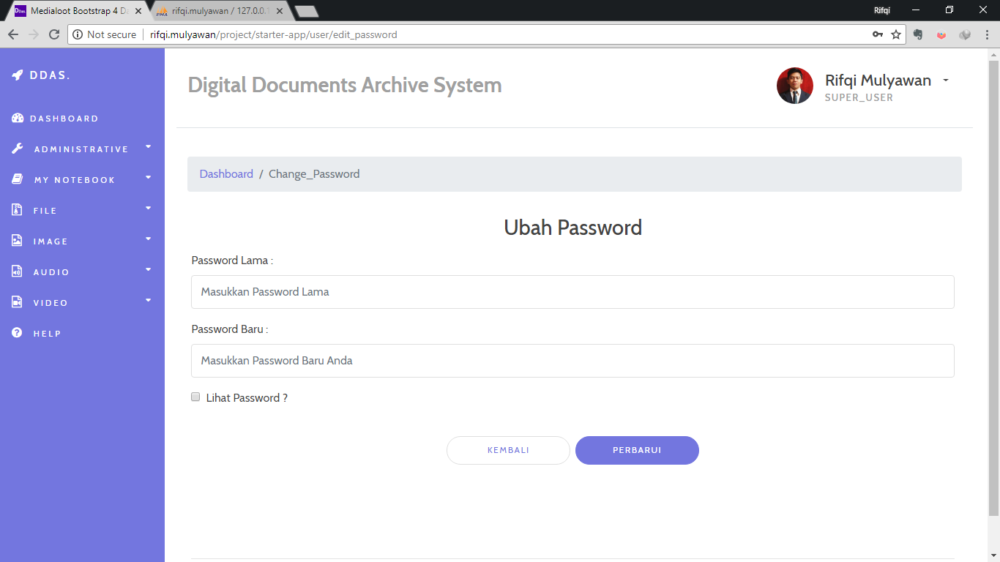 Medialoot Bootstrap 4 Da
rifqi.mulyawan / 127.0.0.1
Rifqi
Not secure
rifqi.mulyawan/project/starter-app/user/edit_password
DDAS.
DASHBOARD
ADMINISTRATIVE
MY NOTEBOOK
FILE
IMAGE
AUDIO
VIDEO
HELP
Digital Documents Archive System
Rifqi Mulyawan
SUPER_USER
Dashboard / Change_Password
Ubah Password
Password Lama :
Masukkan Password Lama
Password Baru :
Masukkan Password Baru Anda
Lihat Password ?
KEMBALI
PERBARUI